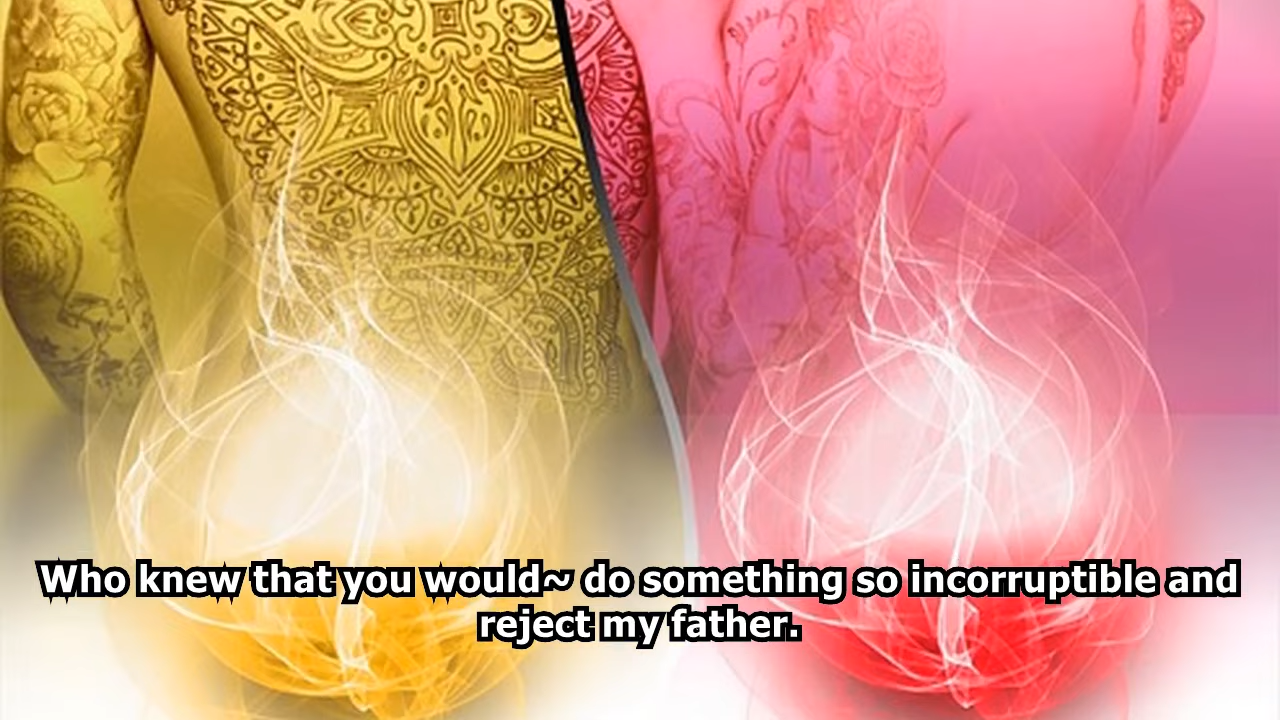 Who knew that you would~ do something so incorruptible and
reject my father.